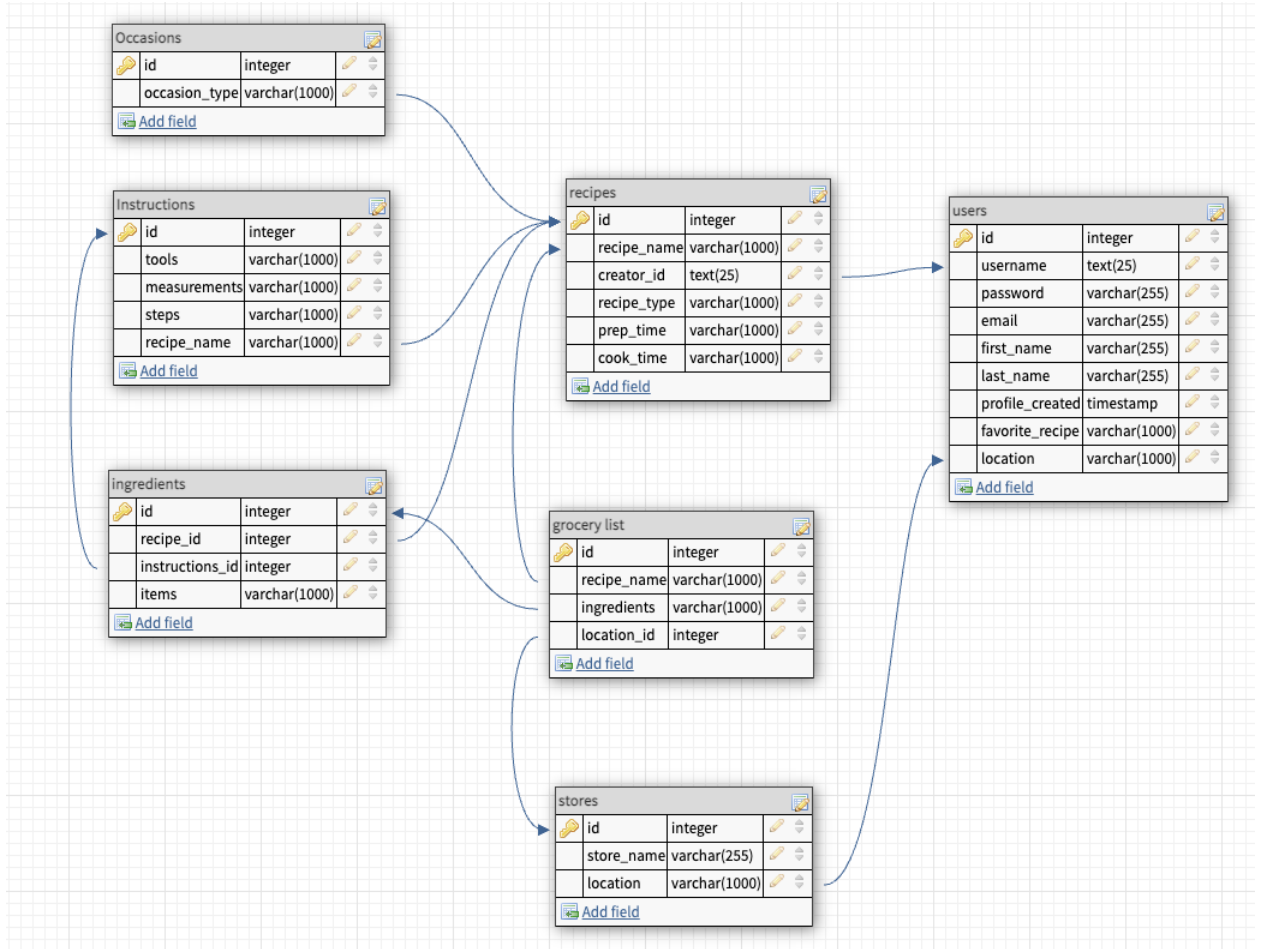 Occasions
id integer
occasion_type varchar(1000)
Add field
Instructions
id integer
tools varchar(1000)
measurements varchar(1000)
steps varchar(1000)
recipe_name varchar(1000)
Add field
recipes
id integer
recipe_name varchar(1000)
creator_id text(25)
recipe_type varchar(1000)
prep_time varchar(1000)
cook_time varchar(1000)
Add field
users
id integer
username text(25)
password varchar(255)
email varchar(255)
first_name varchar(255)
last_name varchar(255)
profile_created timestamp
favorite_recipe varchar(1000)
location varchar(1000)
Add field
ingredients
id integer
recipe_id integer
instructions_id integer
items varchar(1000)
Add field
grocery list
id integer
recipe_name varchar(1000)
ingredients varchar(1000)
location_id integer
Add field
stores
id integer
store_name varchar(255)
location varchar(1000)
Add field